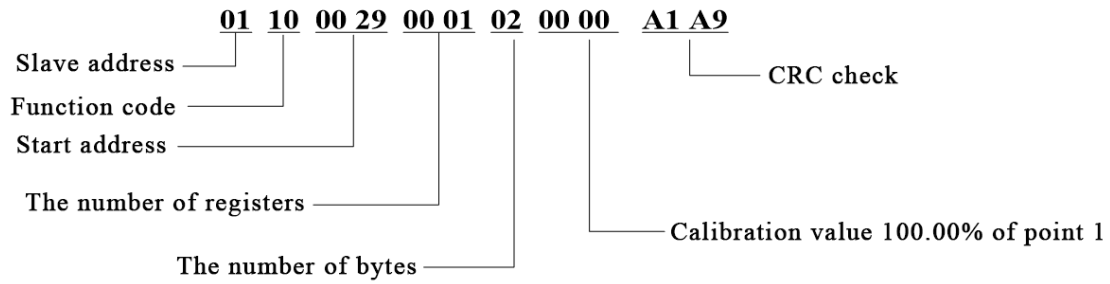 01 10 00 29 00 01 02 00 00 A1 A9
Slave address
CRC check
Function code
Start address
The number of registers
Calibration value 100.00% of point 1
The number of bytes